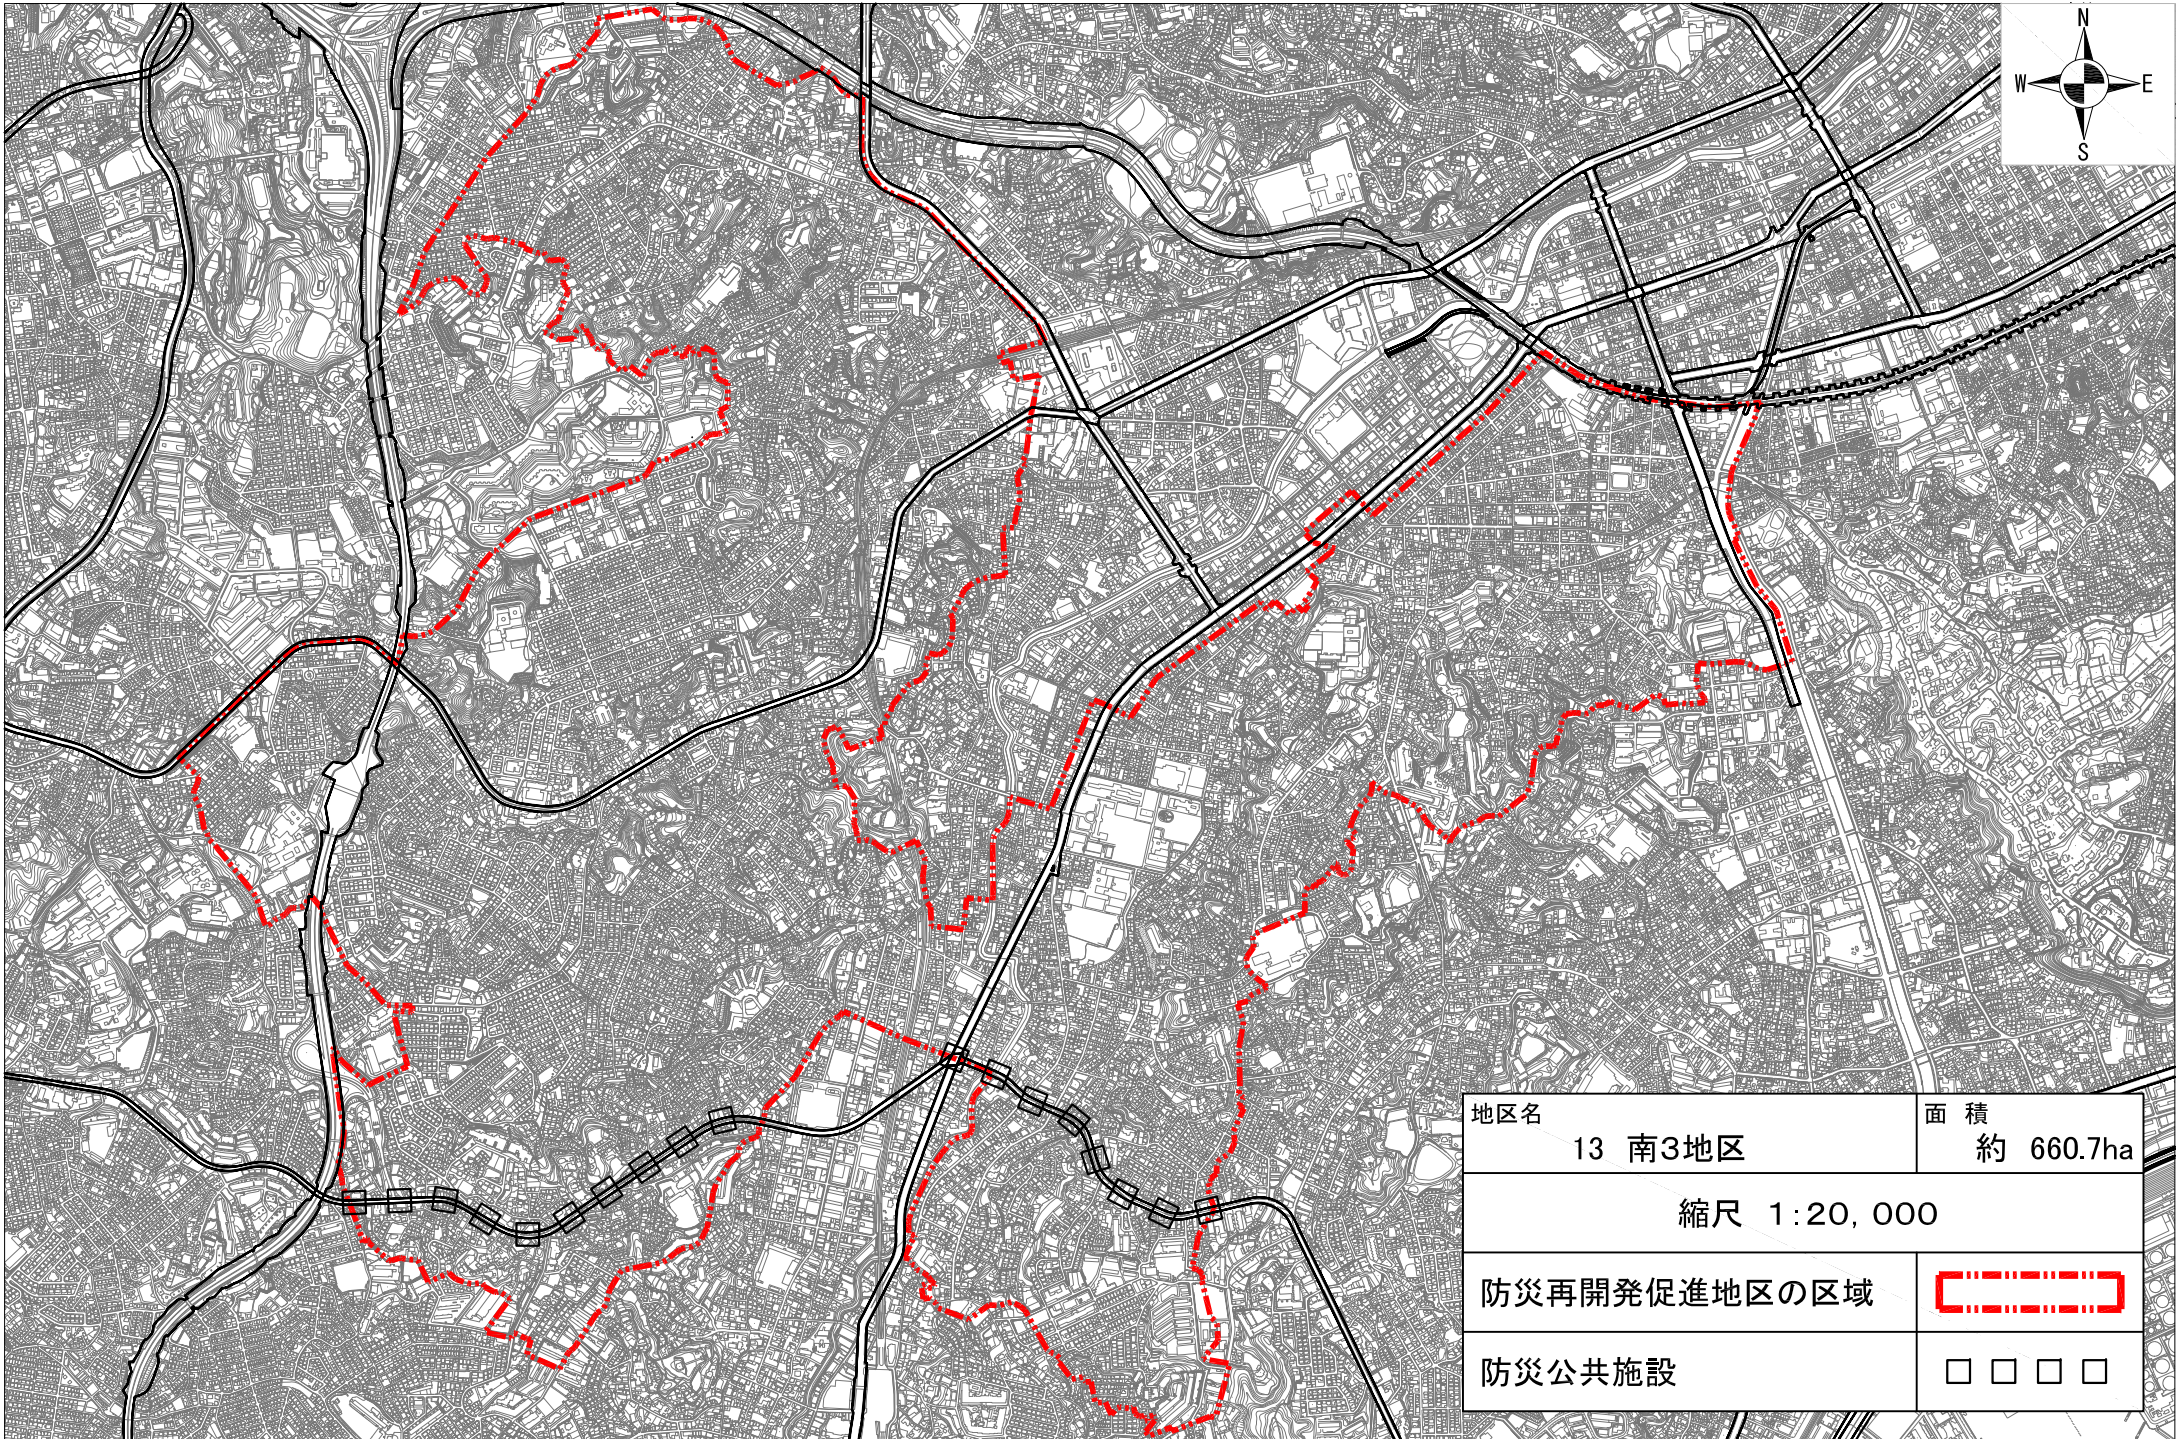 N
W E
S
地区名
13 南3地区
面 積
約 660.7ha
縮尺 1:20,000
防災再開発促進地区の区域
防災公共施設